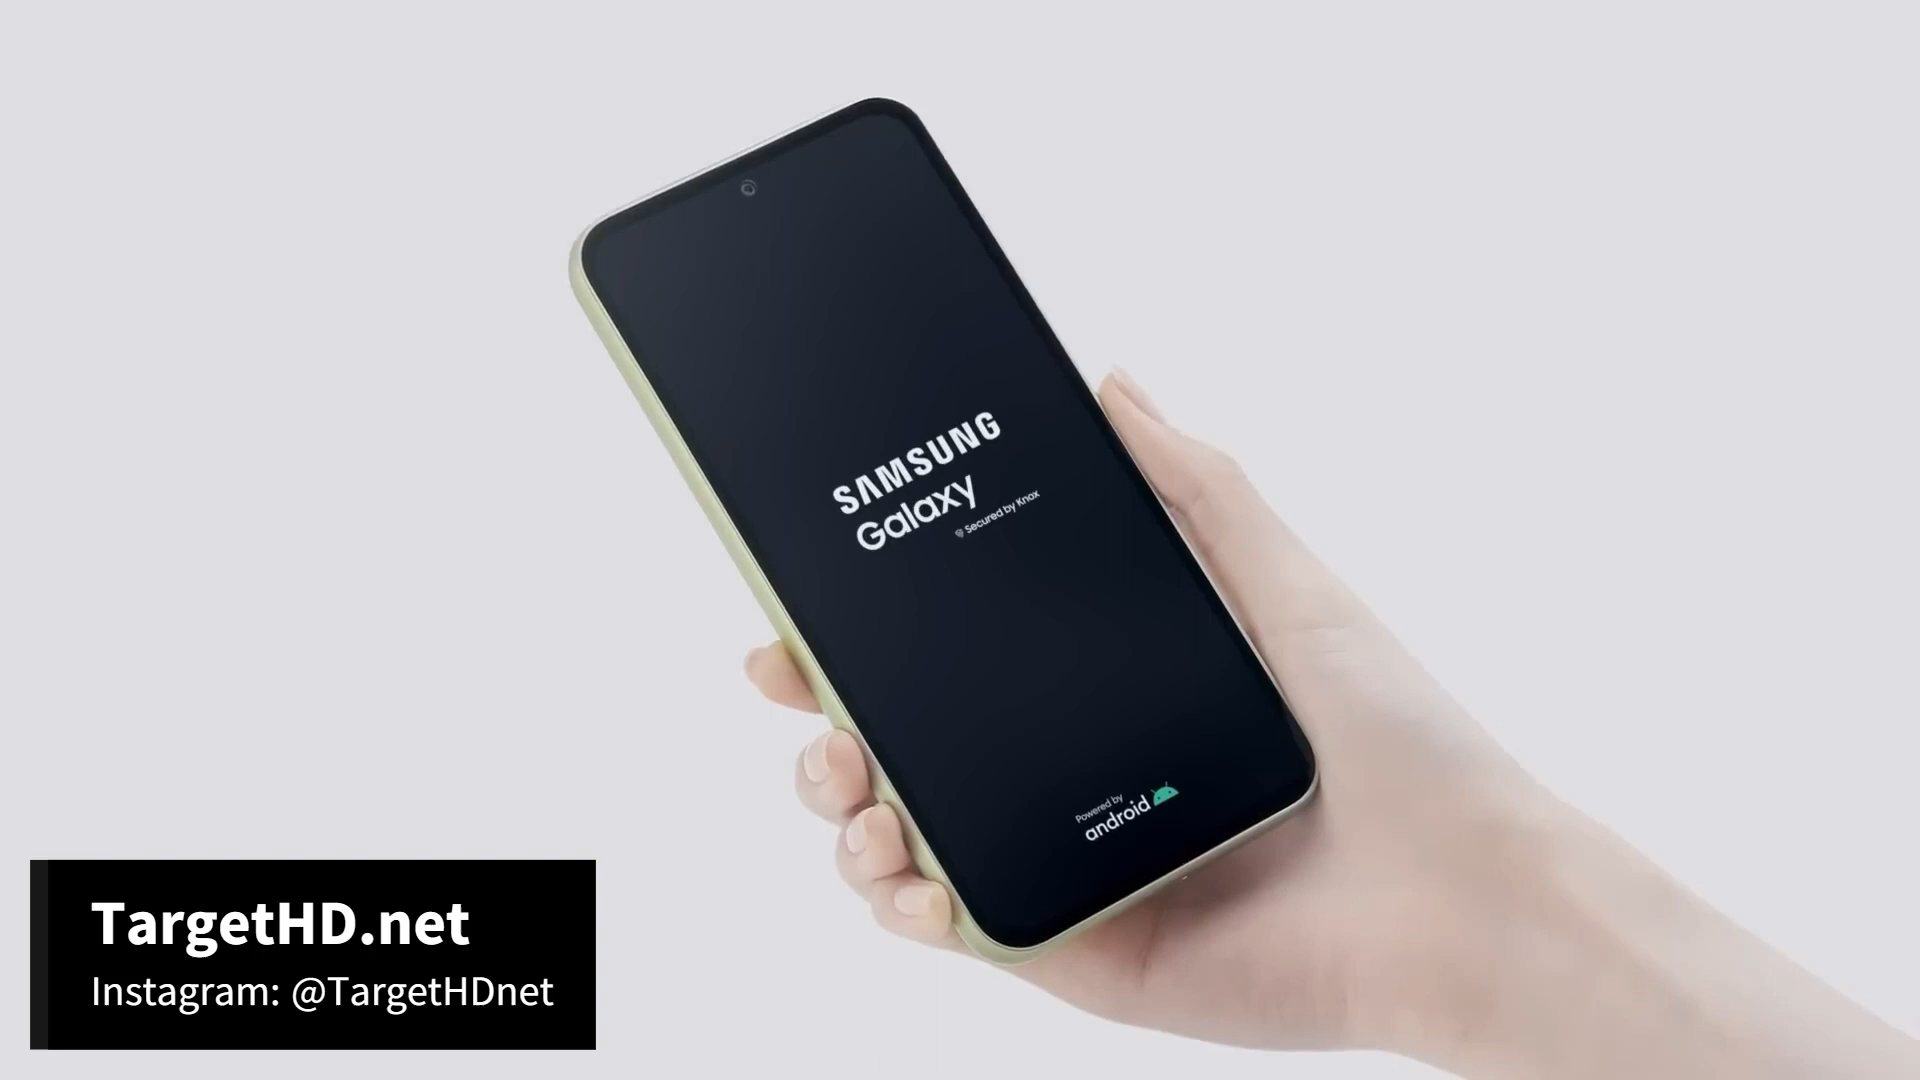 SAMSUNG
Galaxy
Secured by Knox
Powered by
android
TargetHD.net
Instagram: @TargetHDnet